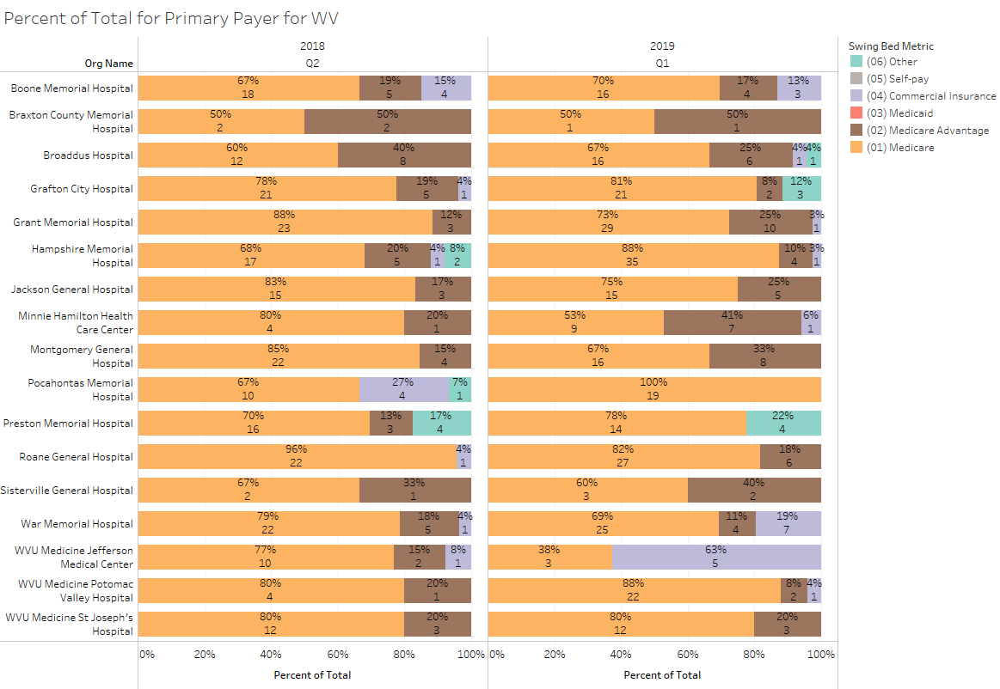 Percent of Total for Primary Payer for WV
2018 2019
Org Name Q2 Q1
Swing Bed Metric
(06) Other
(05) Self-pay
(04) Commercial Insurance
(03) Medicaid
(02) Medicare Advantage
(01) Medicare
Boone Memorial Hospital
67% 19% 15% 70% 17% 13%
18 5 4 16 4 3
Braxton County Memorial
Hospital
50% 50% 50% 50%
2 2 1 1
Broaddus Hospital
60% 40% 67% 25% 4% 4%
12 8 16 6 1 1
Grafton City Hospital
78% 19% 4% 81% 8% 12%
21 5 1 21 2 3
Grant Memorial Hospital
88% 12% 73% 25% 3%
23 3 29 10 1
Hampshire Memorial
Hospital
68% 20% 4% 8% 88% 10% 3%
17 5 1 2 35 4 1
Jackson General Hospital
83% 17% 75% 25%
15 3 15 5
Minnie Hamilton Health
Care Center
80% 20% 53% 41% 6%
4 1 9 7 1
Montgomery General
Hospital
85% 15% 67% 33%
22 4 16 8
Pocahontas Memorial
Hospital
67% 27% 7% 100%
10 4 1 19
Preston Memorial Hospital
70% 13% 17% 78% 22%
16 3 4 14 4
Roane General Hospital
96% 4% 82% 18%
22 1 27 6
Sisterville General Hospital
67% 33% 60% 40%
2 1 3 2
War Memorial Hospital
79% 18% 4% 69% 11% 19%
22 5 1 25 4 7
WVU Medicine Jefferson
Medical Center
77% 15% 8% 38% 63%
10 2 1 3 5
WVU Medicine Potomac
Valley Hospital
80% 20% 88% 8% 4%
4 1 22 2 1
WVU Medicine St Joseph's
Hospital
80% 20% 80% 20%
12 3 12 3
0% 20% 40% 60% 80% 100% 0% 20% 40% 60% 80% 100%
Percent of Total Percent of Total